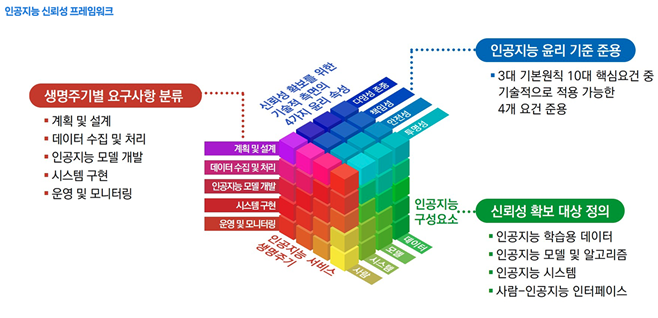 인공지능 신뢰성 프레임워크
생명주기별 요구사항 분류
• 계획 및 설계
• 데이터 수집 및 처리
• 인공지능 모델 개발
• 시스템 구현
• 운영 및 모니터링
신뢰성 확보를 위한
기술적 측면의
4가지 윤리 속성
다양성 존중
책임성
안전성
투명성
계획 및 설계
데이터 수집 및 처리
인공지능 모델 개발
시스템 구현
운영 및 모니터링
인공지능 서비스
생명주기
사람
시스템
모델
데이터
인공지능
구성요소
인공지능 윤리 기준 준용
• 3대 기본원칙 10대 핵심요건 중
기술적으로 적용 가능한
4개 요건 준용
신뢰성 확보 대상 정의
• 인공지능 학습용 데이터
• 인공지능 모델 및 알고리즘
• 인공지능 시스템
• 사람-인공지능 인터페이스